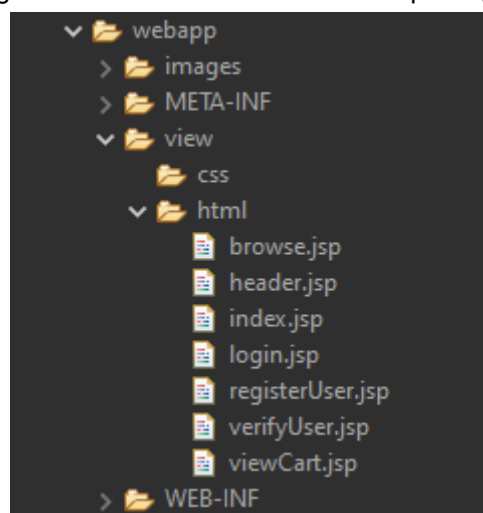 webapp
images
META-INF
view
css
html
browse.jsp
header.jsp
index.jsp
login.jsp
registerUser.jsp
verifyUser.jsp
viewCart.jsp
WEB-INF